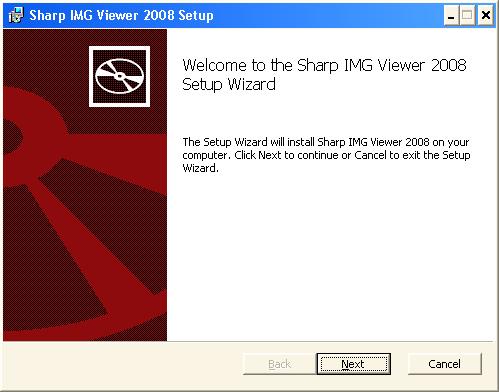 Sharp IMG Viewer 2008 Setup
Welcome to the Sharp IMG Viewer 2008
Setup Wizard
The Setup Wizard will install Sharp IMG Viewer 2008 on your
computer. Click Next to continue or Cancel to exit the Setup
Wizard.
Back Next Cancel